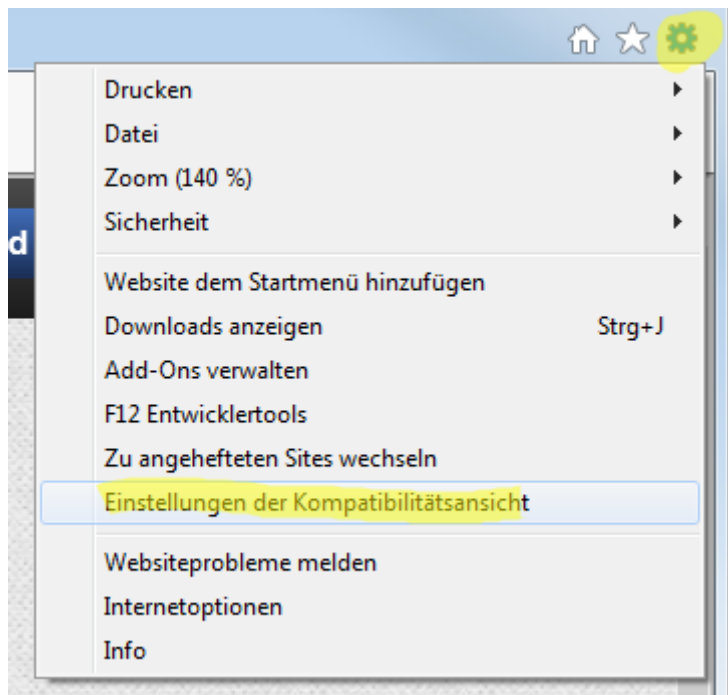 Drucken
Datei
Zoom (140 %)
d
Sicherheit
Website dem Startmenü hinzufügen
Downloads anzeigen Strg+J
Add-Ons verwalten
F12 Entwicklertools
Zu angehefteten Sites wechseln
Einstellungen der Kompatibilitätsansicht
Websiteprobleme melden
Internetoptionen
Info